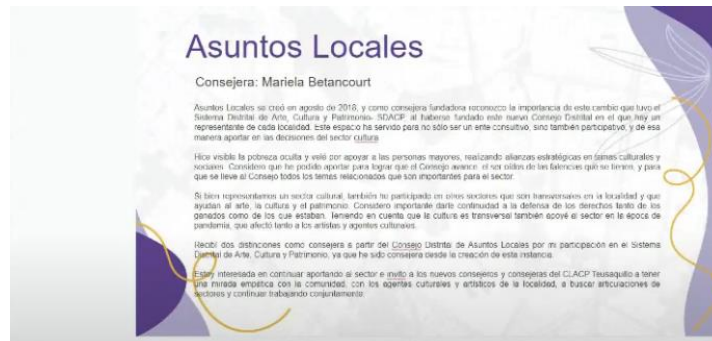 Asuntos Locales
Consejera: Mariela Betancourt
Asuntos Locales se creó en agosto de 2018, y como consejera fundadora reconozco la importancia de este cambio que tuvo el
Sistema Distrital de Arte, Cultura y Patrimonio- SDACP al haberse fundado este nuevo Consejo Distrital en el que hay un
representante de cada localidad. Este espacio ha servido para no sólo ser un ente consultivo, sino también participativo, y de esa
manera aportar en las decisiones del sector cultura
Hice visible la pobreza oculta y velé por apoyar a las personas mayores, realizando alianzas estratégicas en temas culturales y
sociales. Considero que he podido aportar para lograr que el Consejo avance, el ser oídos de las falencias que se tienen, y para
que se lleve al Consejo todos los temas relacionados que son importantes para el sector.
Si bien representamos un sector cultural, también he participado en otros sectores que son transversales en la localidad y que
ayudan al arte, la cultura y el patrimonio. Considero importante darle continuidad a la defensa de los derechos tanto de los
ganados como de los que estaban. Teniendo en cuenta que la cultura es transversal también apoyé al sector en la época de
pandemia, que afectó tanto a los artistas y agentes culturales.
Recibí dos distinciones como consejera a partir del Consejo Distrital de Asuntos Locales por mi participación en el Sistema
Distrital de Arte, Cultura y Patrimonio, ya que he sido consejera desde la creación de esta instancia.
Estoy interesada en continuar aportando al sector e invito a los nuevos consejeros y consejeras del CLACP Teusaquillo a tener
una mirada empática con la comunidad, con los agentes culturales y artísticos de la localidad, a buscar articulaciones de
sectores y continuar trabajando conjuntamente.